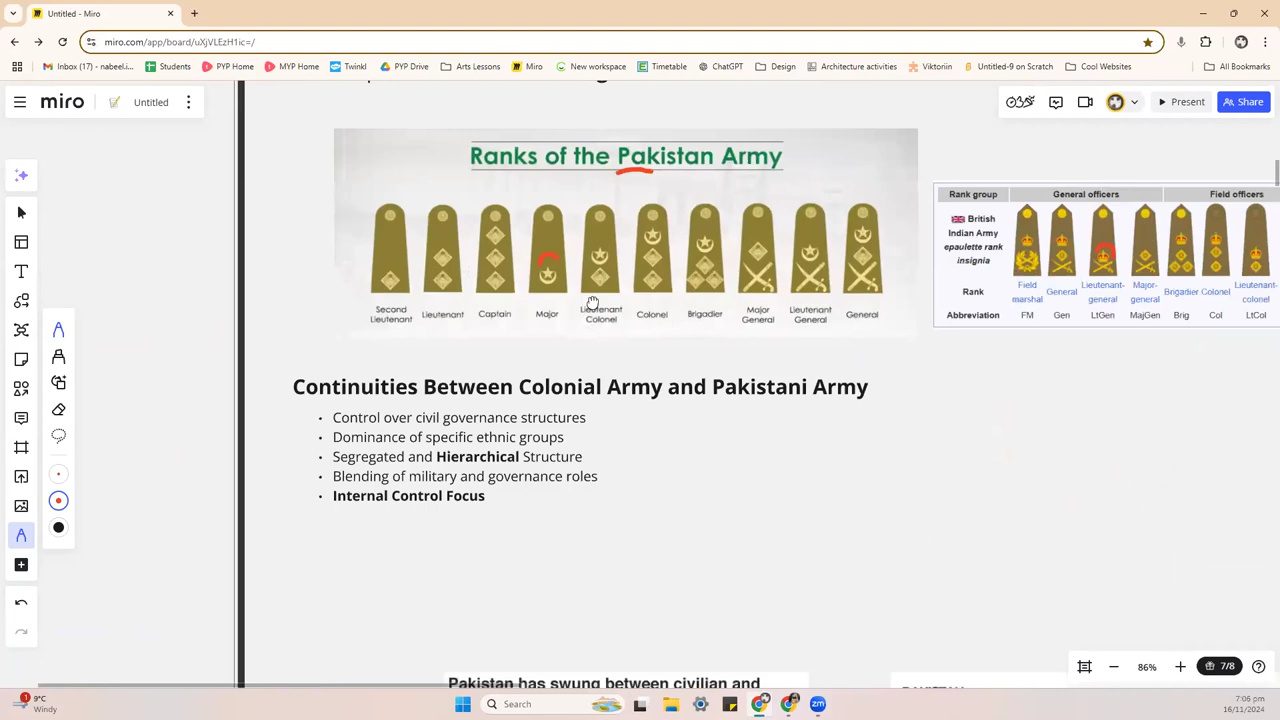 Untitled - Miro
miro.com/app/board/uXjVLEzH1ic=/
Inbox (17) - nabeel.i...
Students
PYP Home
MYP Home
Twinkl
PYP Drive
Arts Lessons
Miro
New workspace
Timetable
ChatGPT
Design
Architecture activities
Viktoriin
Untitled-9 on Scratch
Cool Websites
All Bookmarks
miro
Untitled
Present
Share
Ranks of the Pakistan Army
Second Lieutenant
Lieutenant
Captain
Major
Lieutenant Colonel
Colonel
Brigadier
Major General
Lieutenant General
General
Rank group
General officers
Field officers
British Indian Army epaulette rank insignia
Rank
Field marshal
General
Lieutenant-general
Major-general
Brigadier
Colonel
Lieutenant-colonel
Abbreviation
FM
Gen
LtGen
MajGen
Brig
Col
LtCol
Continuities Between Colonial Army and Pakistani Army
• Control over civil governance structures
• Dominance of specific ethnic groups
• Segregated and Hierarchical Structure
• Blending of military and governance roles
• Internal Control Focus
Pakistan has swung between civilian and
86%
7/8
1
9°C
Windy
Search
zm
7:06 pm
16/11/2024